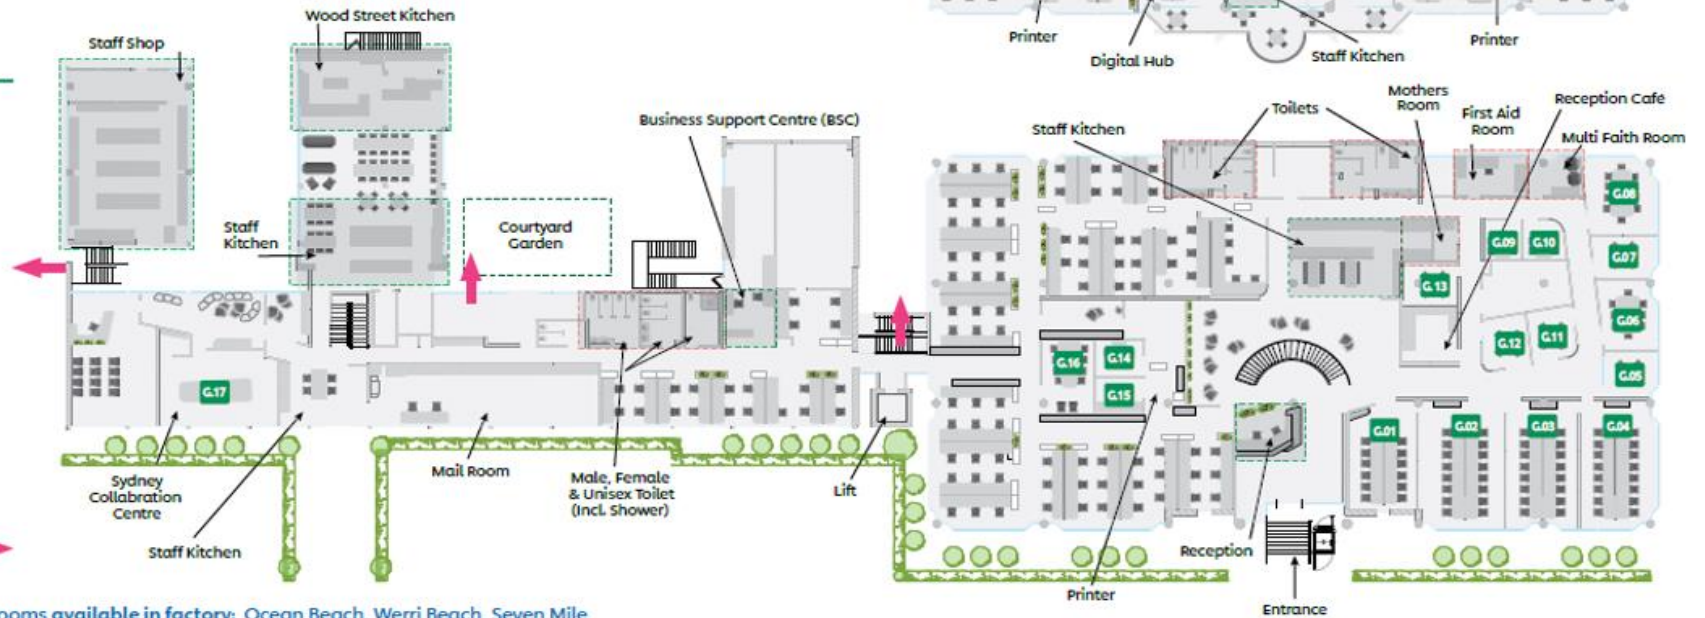 Wood Street Kitchen
Staff Shop
Printer
Digital Hub
Staff Kitchen
Printer
Business Support Centre (BSC)
Staff Kitchen
Toilets
Mothers
Room
First Aid
Room
Reception Café
Multi Faith Room
Staff
Kitchen
Courtyard
Garden
G.08
G.09
G.10
G.07
G.13
G.06
G.12
G.11
G.16
G.14
G.15
G.05
G.17
G.01
G.02
G.03
G.04
Sydney
Collabration
Centre
Mail Room
Male, Female
& Unisex Toilet
(Incl. Shower)
Lift
Staff Kitchen
Reception
Printer
Entrance
ooms available in factory: Ocean Beach, Werri Beach, Seven Mile